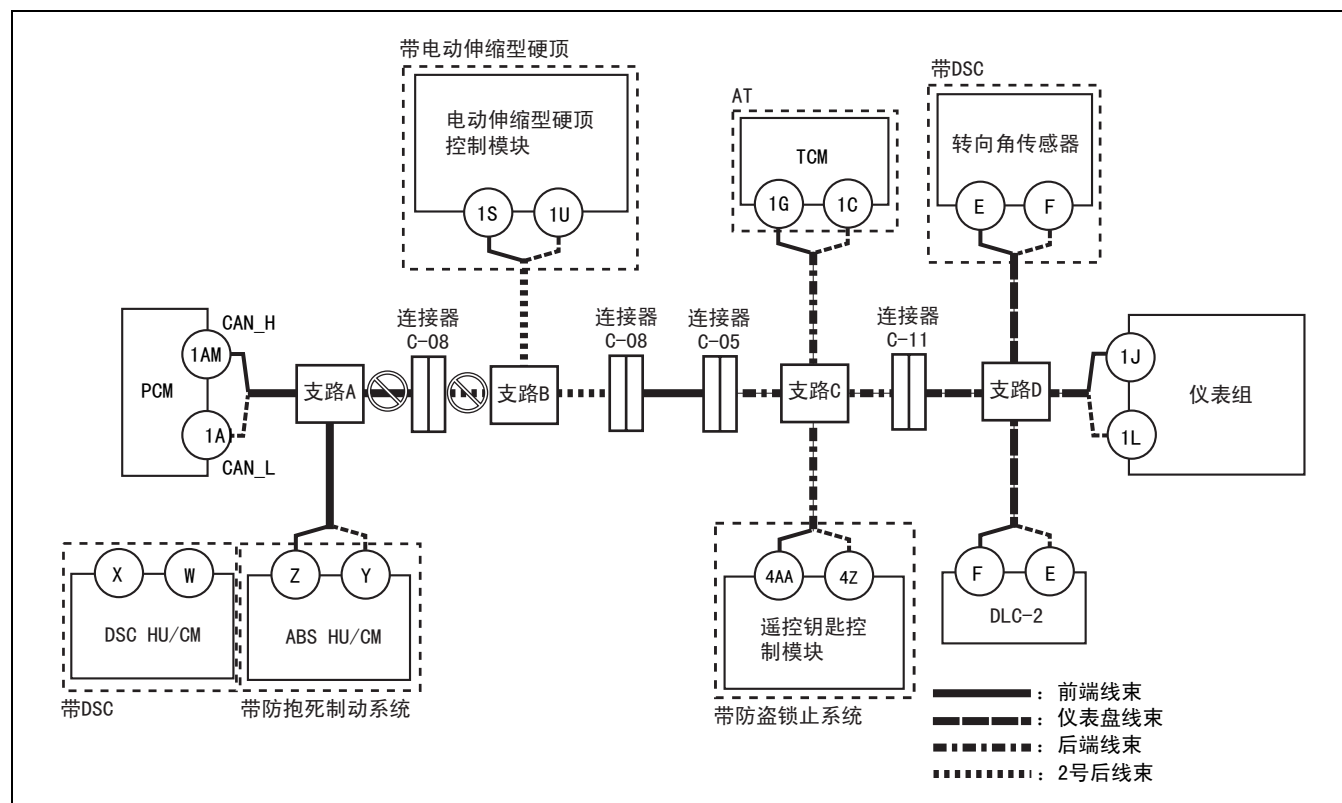 带电动伸缩型硬顶
电动伸缩型硬顶
控制模块
1S
1U
AT
TCM
1G
1C
带DSC
转向角传感器
E
F
PCM
CAN_H
1AM
1A
CAN_L
支路A
连接器
C-08
支路B
连接器
C-08
连接器
C-05
支路C
连接器
C-11
支路D
1J
1L
仪表组
X
W
DSC HU/CM
带DSC
Z
Y
ABS HU/CM
带防抱死制动系统
4AA
4Z
遥控钥匙控
制模块
带防盗锁止系统
F
E
DLC-2
：前端线束
：仪表盘线束
：后端线束
：2号后线束